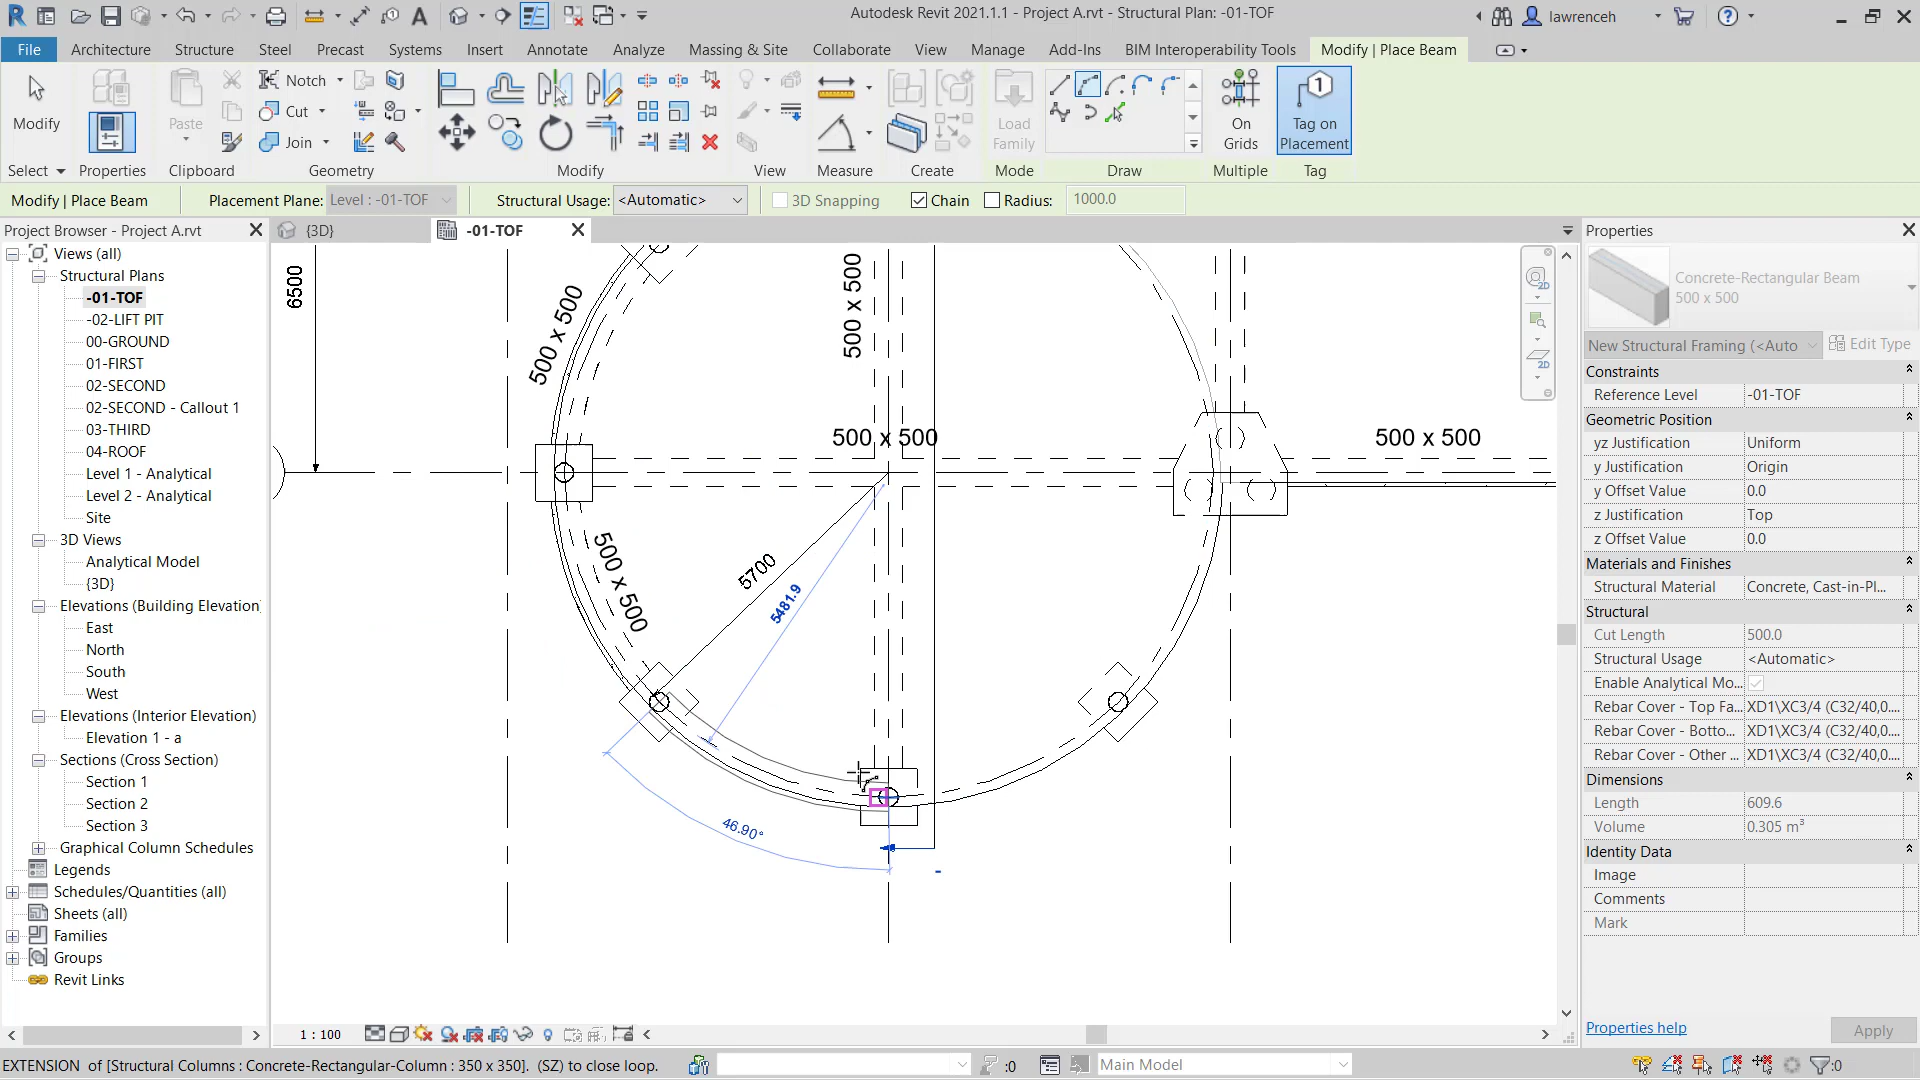 Autodesk Revit 2021.1.1 - Project A.rvt - Structural Plan: -01-TOF
lawrenceh
File Architecture Structure Steel Precast Systems Insert Annotate Analyze Massing & Site Collaborate View Manage Add-Ins BIM Interoperability Tools Modify | Place Beam
Modify
Paste
Notch
Cut
Join
Load Family
On Grids
Tag on Placement
Select Properties Clipboard Geometry Modify View Measure Create Mode Draw Multiple Tag
Modify | Place Beam Placement Plane: Level : -01-TOF Structural Usage: <Automatic> 3D Snapping Chain Radius: 1000.0
Project Browser - Project A.rvt
{3D}
-01-TOF
Views (all)
Structural Plans
-01-TOF
-02-LIFT PIT
00-GROUND
01-FIRST
02-SECOND
02-SECOND - Callout 1
03-THIRD
04-ROOF
Level 1 - Analytical
Level 2 - Analytical
Site
3D Views
Analytical Model
{3D}
Elevations (Building Elevation)
East
North
South
West
Elevations (Interior Elevation)
Elevation 1 - a
Sections (Cross Section)
Section 1
Section 2
Section 3
Graphical Column Schedules
Legends
Schedules/Quantities (all)
Sheets (all)
Families
Groups
Revit Links
6500
500 x 500
500 x 500
500 x 500
500 x 500
500 x 500
5700
5481.9
46.90°
-
2D
2D
Properties
Concrete-Rectangular Beam
500 x 500
New Structural Framing (<Auto
Edit Type
Constraints
Reference Level -01-TOF
Geometric Position
yz Justification Uniform
y Justification Origin
y Offset Value 0.0
z Justification Top
z Offset Value 0.0
Materials and Finishes
Structural Material Concrete, Cast-in-Pl...
Structural
Cut Length 500.0
Structural Usage <Automatic>
Enable Analytical Mo...
Rebar Cover - Top Fa... XD1\XC3/4 (C32/40,0....
Rebar Cover - Botto... XD1\XC3/4 (C32/40,0....
Rebar Cover - Other ... XD1\XC3/4 (C32/40,0....
Dimensions
Length 609.6
Volume 0.305 m³
Identity Data
Image
Comments
Mark
Properties help
Apply
1 : 100
EXTENSION of [Structural Columns : Concrete-Rectangular-Column : 350 x 350]. (SZ) to close loop.
:0
Main Model
:0